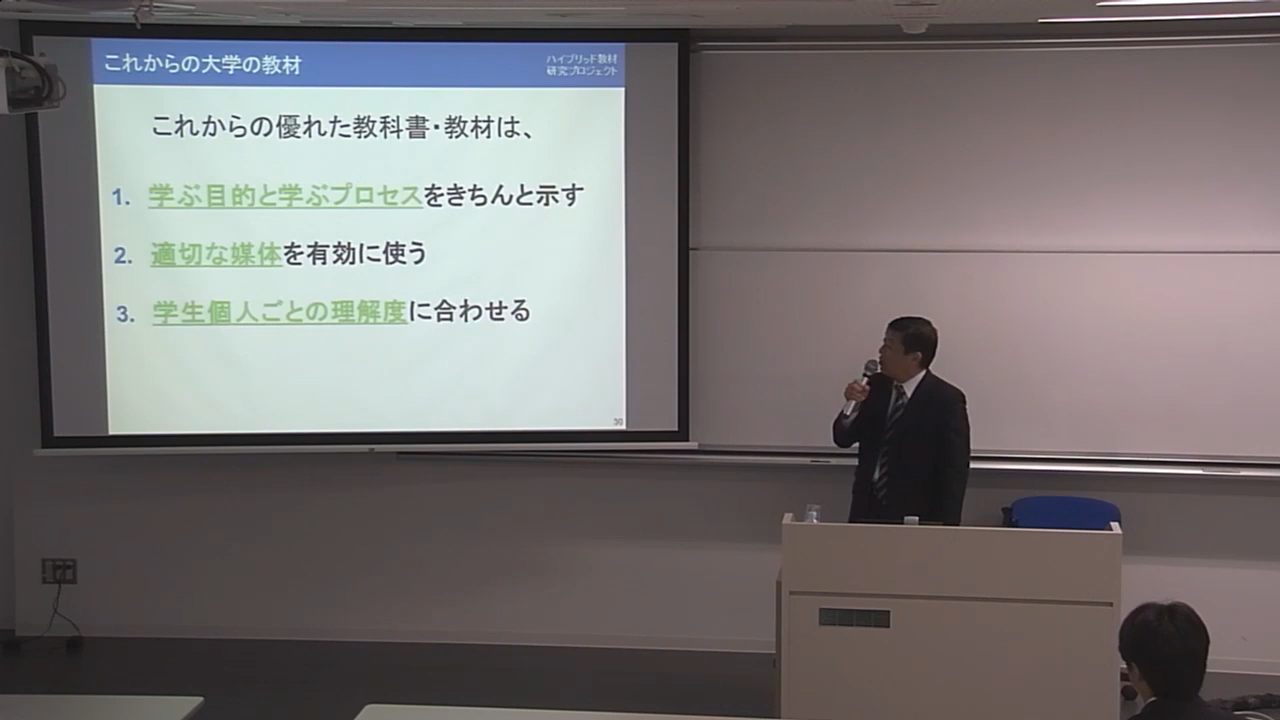 これからの大学の教材
ハイブリッド教材
研究プロジェクト
これからの優れた教科書・教材は、
1. 学ぶ目的と学ぶプロセスをきちんと示す
2. 適切な媒体を有効に使う
3. 学生個人ごとの理解度に合わせる
30